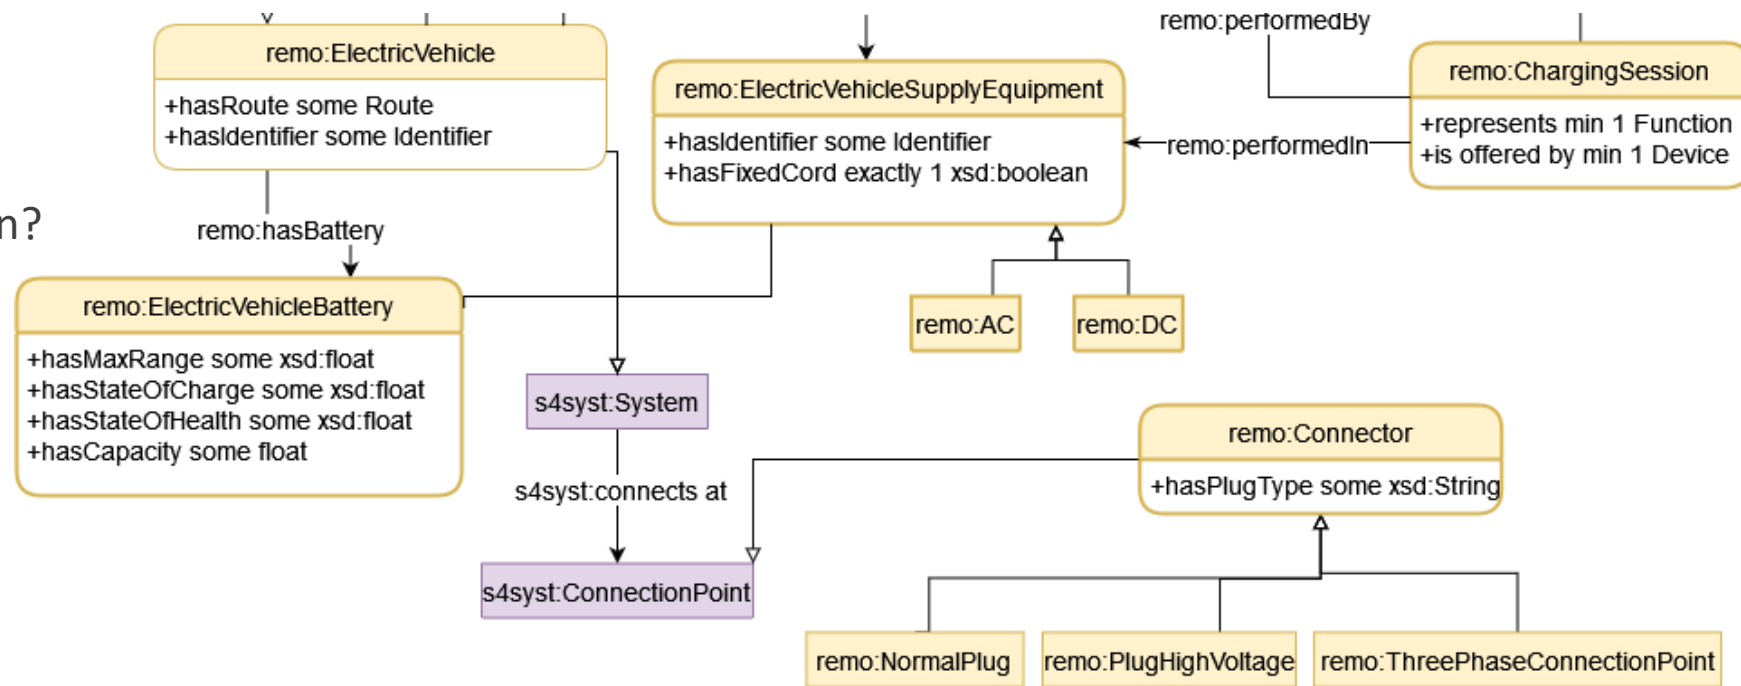 remo:performedBy
remo:ElectricVehicle
+hasRoute some Route
+hasIdentifier some Identifier
remo:ElectricVehicleSupplyEquipment
+hasIdentifier some Identifier
+hasFixedCord exactly 1 xsd:boolean
remo:ChargingSession
+represents min 1 Function
+is offered by min 1 Device
remo:performedIn
n?
remo:hasBattery
remo:ElectricVehicleBattery
+hasMaxRange some xsd:float
+hasStateOfCharge some xsd:float
+hasStateOfHealth some xsd:float
+hasCapacity some float
remo:AC
remo:DC
s4syst:System
s4syst:connects at
s4syst:ConnectionPoint
remo:Connector
+hasPlugType some xsd:String
remo:NormalPlug
remo:PlugHighVoltage
remo:ThreePhaseConnectionPoint